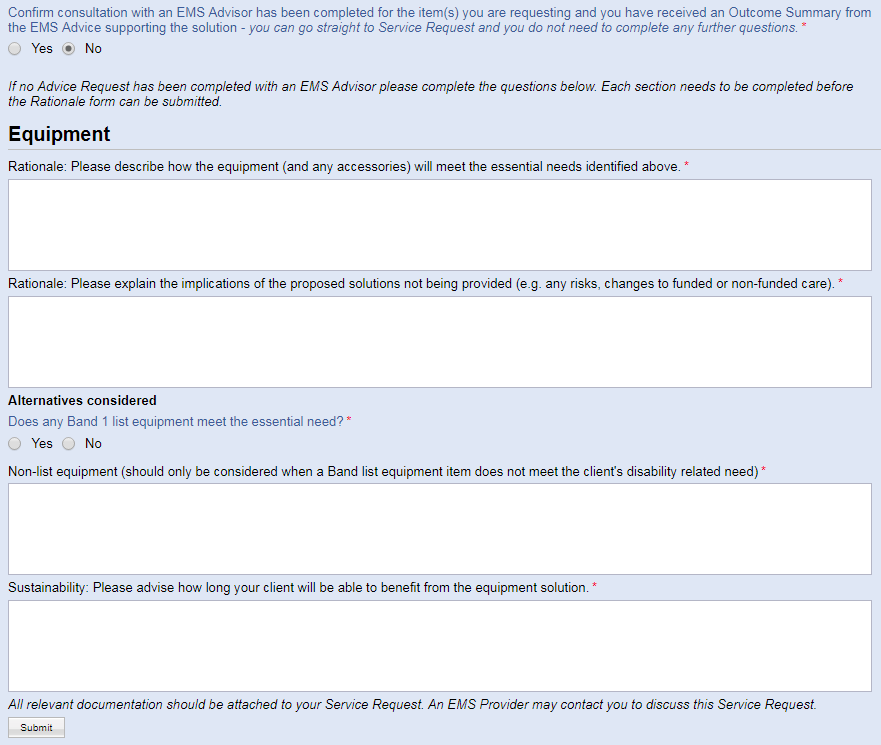 Confirm consultation with an EMS Advisor has been completed for the item(s) you are requesting and you have received an Outcome Summary from
the EMS Advice supporting the solution - you can go straight to Service Request and you do not need to complete any further questions. *
Yes No
If no Advice Request has been completed with an EMS Advisor please complete the questions below. Each section needs to be completed before
the Rationale form can be submitted.
Equipment
Rationale: Please describe how the equipment (and any accessories) will meet the essential needs identified above. *
Rationale: Please explain the implications of the proposed solutions not being provided (e.g. any risks, changes to funded or non-funded care). *
Alternatives considered
Does any Band 1 list equipment meet the essential need? *
Yes No
Non-list equipment (should only be considered when a Band list equipment item does not meet the client's disability related need) *
Sustainability: Please advise how long your client will be able to benefit from the equipment solution. *
All relevant documentation should be attached to your Service Request. An EMS Provider may contact you to discuss this Service Request.
Submit